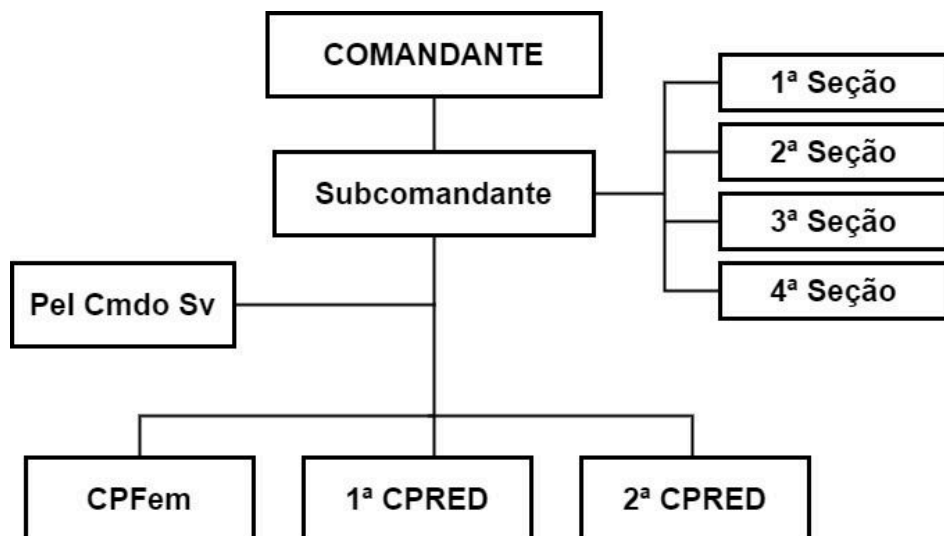 COMANDANTE
1ª Seção
2ª Seção
Subcomandante
3ª Seção
4ª Seção
Pel Cmdo Sv
CPFem
1ª CPRED
2ª CPRED